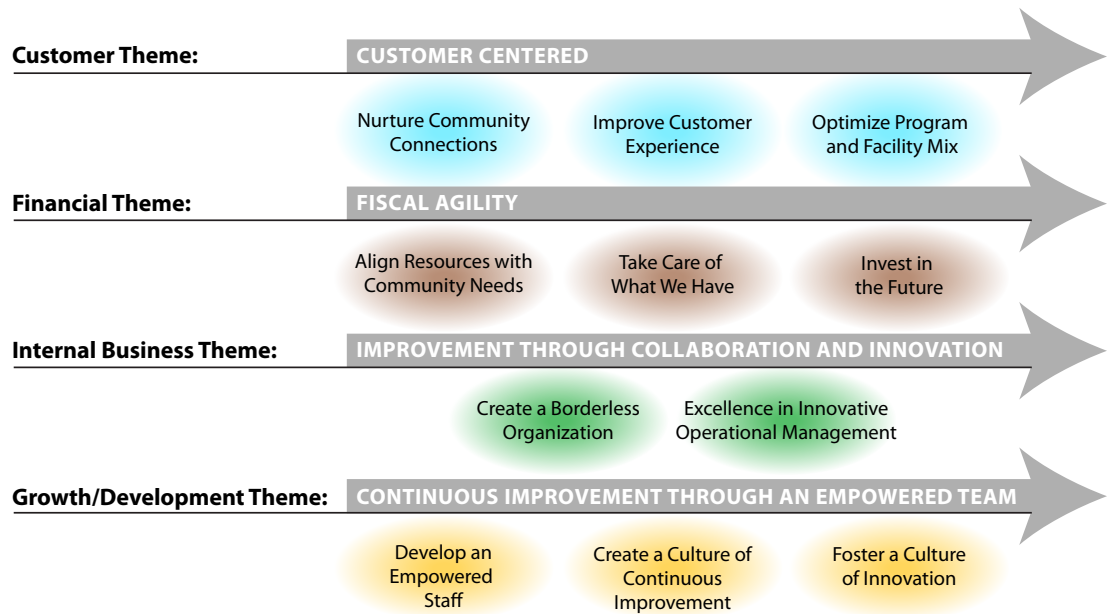 Customer Theme: CUSTOMER CENTERED
Nurture Community Improve Customer Optimize Program
Connections Experience and Facility Mix
Financial Theme: FISCAL AGILITY
Align Resources with Take Care of Invest in
Community Needs What We Have the Future
Internal Business Theme: IMPROVEMENT THROUGH COLLABORATION AND INNOVATION
Create a Borderless Excellence in Innovative
Organization Operational Management
Growth/Development Theme: CONTINUOUS IMPROVEMENT THROUGH AN EMPOWERED TEAM
Develop an Create a Culture of Foster a Culture
Empowered Continuous of Innovation
Staff Improvement